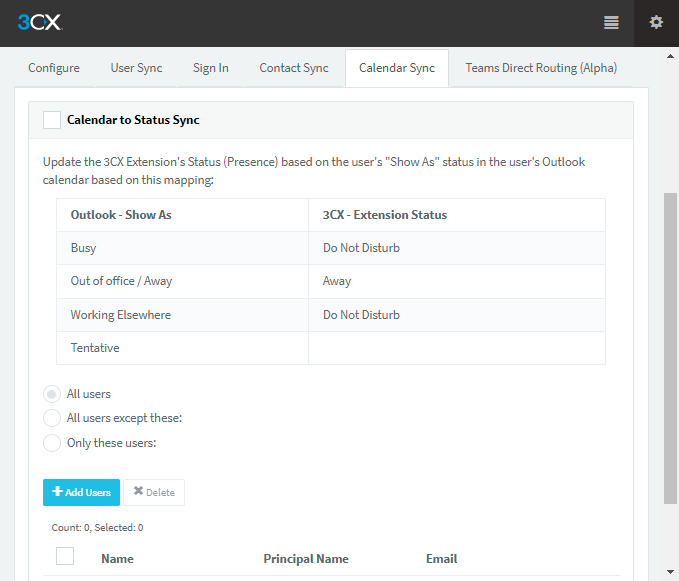 3CX
Configure User Sync Sign In Contact Sync Calendar Sync Teams Direct Routing (Alpha)
Calendar to Status Sync
Update the 3CX Extension's Status (Presence) based on the user's "Show As" status in the user's Outlook
calendar based on this mapping:
Outlook - Show As 3CX - Extension Status
Busy Do Not Disturb
Out of office / Away Away
Working Elsewhere Do Not Disturb
Tentative
All users
All users except these:
Only these users:
Add Users Delete
Count: 0, Selected: 0
Name Principal Name Email